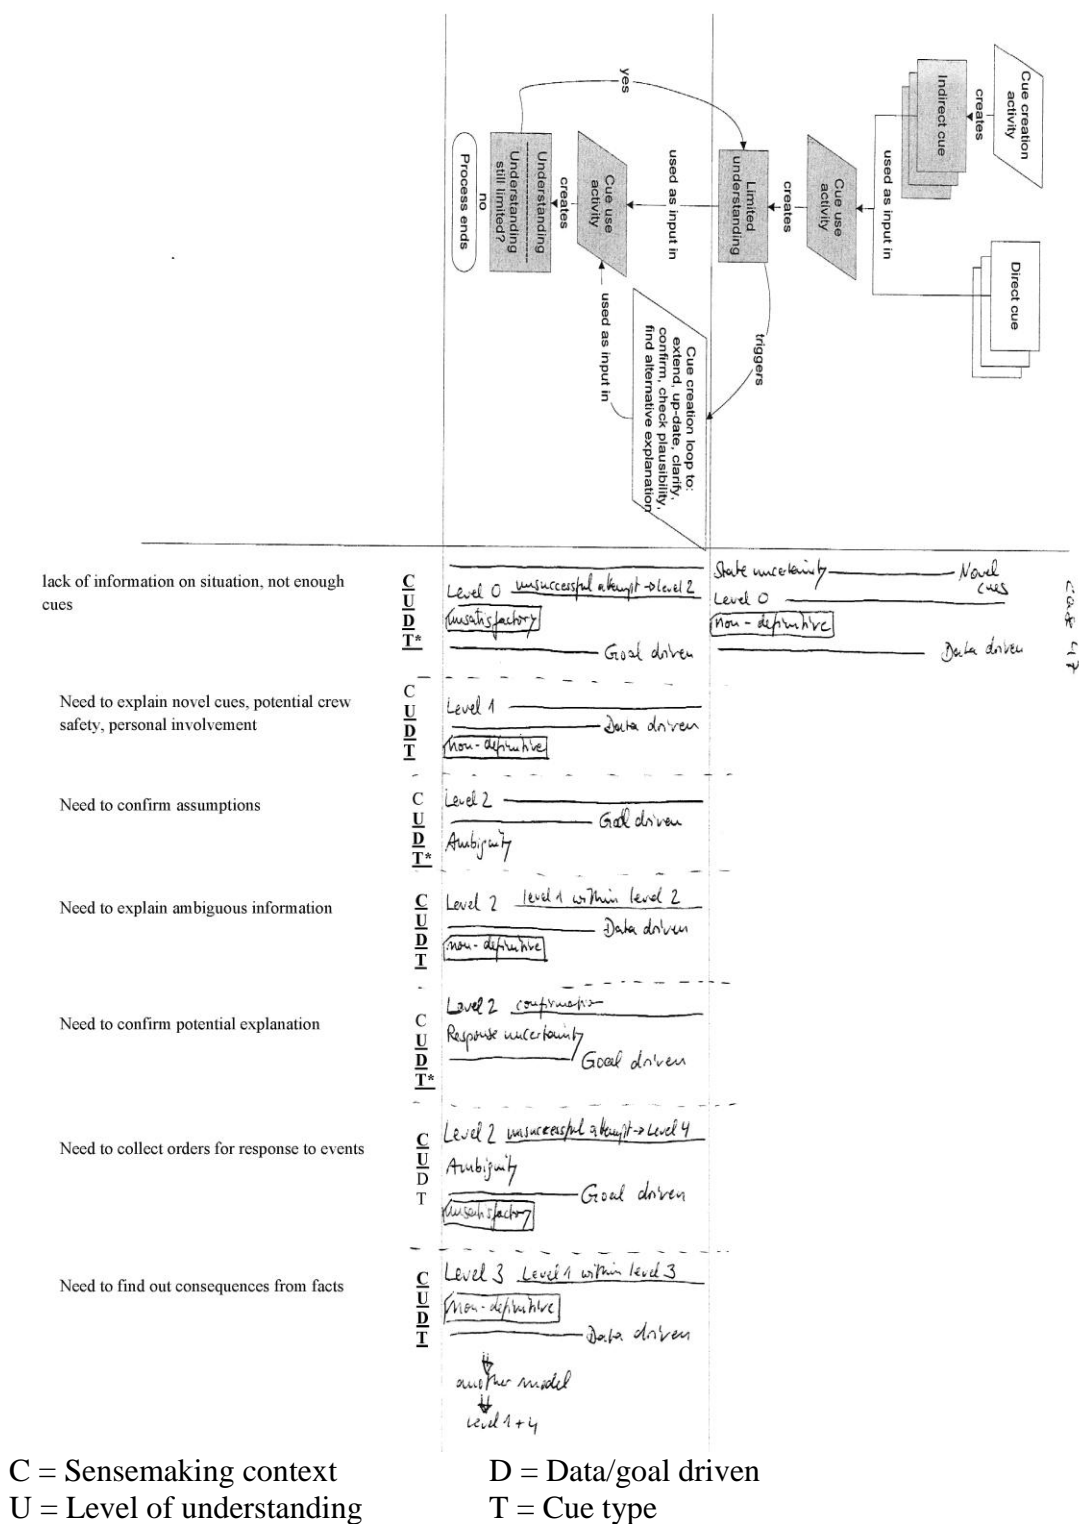 Cue creation
activity
creates
Indirect cue
used as input in
Direct cue
Cue use
activity
creates
Limited
understanding
yes
triggers
used as input in
Cue creation loop to:
extend, up-date, clarify,
confirm, check plausibility,
find alternative explanation
used as input in
Cue use
activity
creates
Understanding
Understanding
still limited?
no
Process ends
lack of information on situation, not enough
cues
C
U
D
T*
Level 0 unsuccessful attempt → Level 2
unsatisfactory
Goal driven
State uncertainty Novel
cues
Level 0
non-definitive
Data driven
Need to explain novel cues, potential crew
safety, personal involvement
C
U
D
T
Level 1
Data driven
non-definitive
Need to confirm assumptions
C
U
D
T*
Level 2
Goal driven
Ambiguity
Need to explain ambiguous information
C
U
D
T
Level 2 level 1 within level 2
Data driven
non-definitive
Need to confirm potential explanation
C
U
D
T*
Level 2 confirmation
Response uncertainty
Goal driven
Need to collect orders for response to events
C
U
D
T
Level 2 unsuccessful attempt → Level 4
Ambiguity
Goal driven
unsatisfactory
Need to find out consequences from facts
C
U
D
T
Level 3 Level 1 within level 3
non-definitive
Data driven
another model
Level 1 + 4
C = Sensemaking context D = Data/goal driven
U = Level of understanding T = Cue type